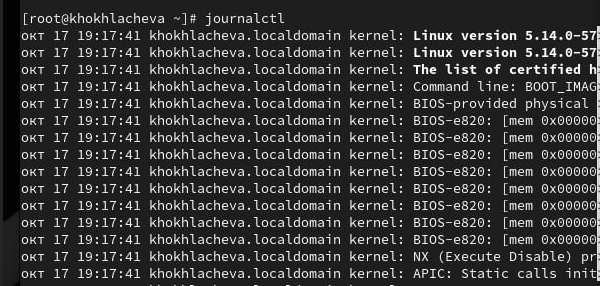 [root@khokhlacheva ~]# journalctl
окт 17 19:17:41 khokhlacheva.localdomain kernel: Linux version 5.14.0-57
окт 17 19:17:41 khokhlacheva.localdomain kernel: Linux version 5.14.0-57
окт 17 19:17:41 khokhlacheva.localdomain kernel: The list of certified h
окт 17 19:17:41 khokhlacheva.localdomain kernel: Command line: BOOT_IMAG
окт 17 19:17:41 khokhlacheva.localdomain kernel: BIOS-provided physical
окт 17 19:17:41 khokhlacheva.localdomain kernel: BIOS-e820: [mem 0x00000
окт 17 19:17:41 khokhlacheva.localdomain kernel: BIOS-e820: [mem 0x00000
окт 17 19:17:41 khokhlacheva.localdomain kernel: BIOS-e820: [mem 0x00000
окт 17 19:17:41 khokhlacheva.localdomain kernel: BIOS-e820: [mem 0x00000
окт 17 19:17:41 khokhlacheva.localdomain kernel: BIOS-e820: [mem 0x00000
окт 17 19:17:41 khokhlacheva.localdomain kernel: BIOS-e820: [mem 0x00000
окт 17 19:17:41 khokhlacheva.localdomain kernel: BIOS-e820: [mem 0x00000
окт 17 19:17:41 khokhlacheva.localdomain kernel: BIOS-e820: [mem 0x00000
окт 17 19:17:41 khokhlacheva.localdomain kernel: NX (Execute Disable) pr
окт 17 19:17:41 khokhlacheva.localdomain kernel: APIC: Static calls init